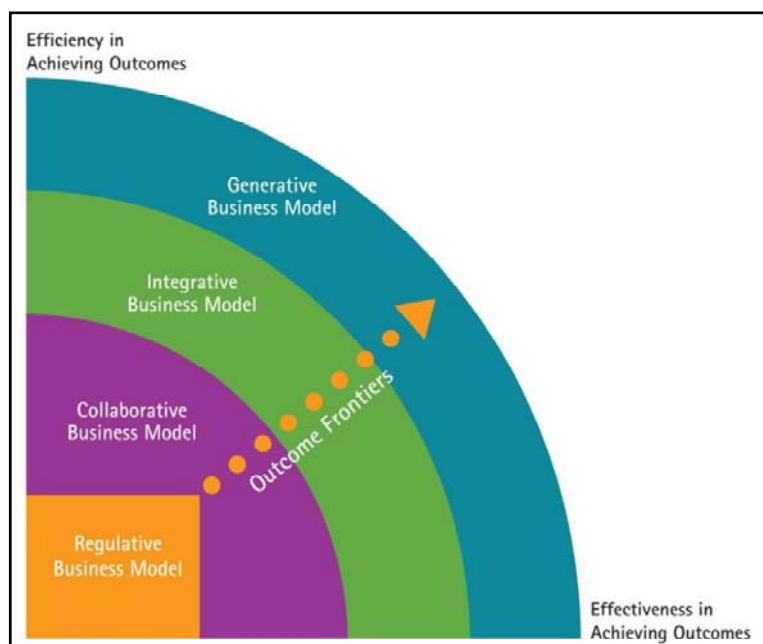 Efficiency in
Achieving Outcomes
Generative
Business Model
Integrative
Business Model
Outcome Frontiers
Collaborative
Business Model
Regulative
Business Model
Effectiveness in
Achieving Outcomes